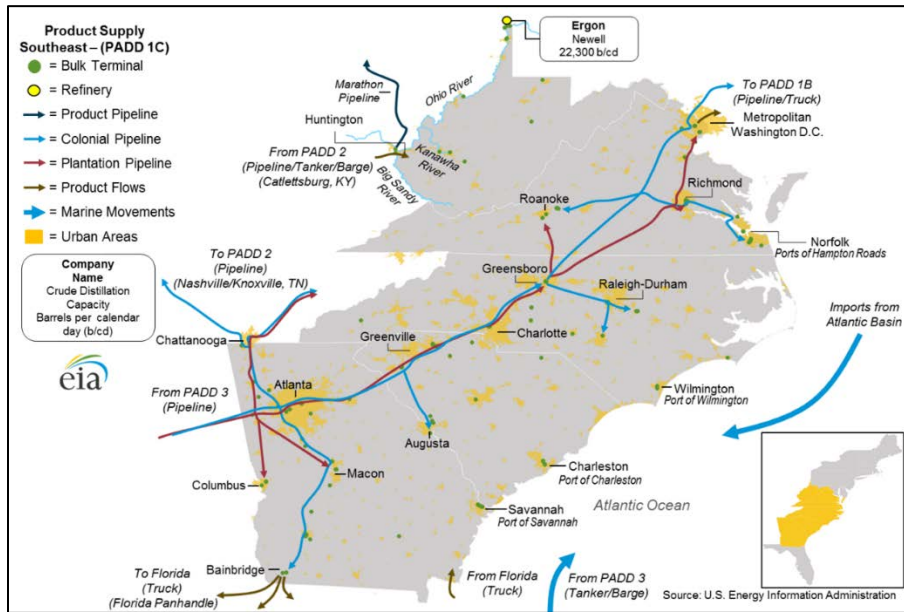 Product Supply
Southeast – (PADD 1C)
= Bulk Terminal
= Refinery
= Product Pipeline
= Colonial Pipeline
= Plantation Pipeline
= Product Flows
= Marine Movements
= Urban Areas
Company
Name
Crude Distillation
Capacity
Barrels per calendar
day (b/cd)
eia
Ergon
Newell
22,300 b/cd
Marathon
Pipeline
Ohio River
Huntington
From PADD 2
(Pipeline/Tanker/Barge)
(Catlettsburg, KY)
Kanawha
River
Big Sandy
River
To PADD 1B
(Pipeline/Truck)
Metropolitan
Washington D.C.
Roanoke
Richmond
Norfolk
Ports of Hampton Roads
To PADD 2
(Pipeline)
(Nashville/Knoxville, TN)
Greensboro
Raleigh-Durham
Chattanooga
Greenville
Charlotte
Imports from
Atlantic Basin
From PADD 3
(Pipeline)
Atlanta
Wilmington
Port of Wilmington
Augusta
Columbus
Macon
Charleston
Port of Charleston
Savannah
Port of Savannah
Atlantic Ocean
Bainbridge
To Florida
(Truck)
(Florida Panhandle)
From Florida
(Truck)
From PADD 3
(Tanker/Barge)
Source: U.S. Energy Information Administration